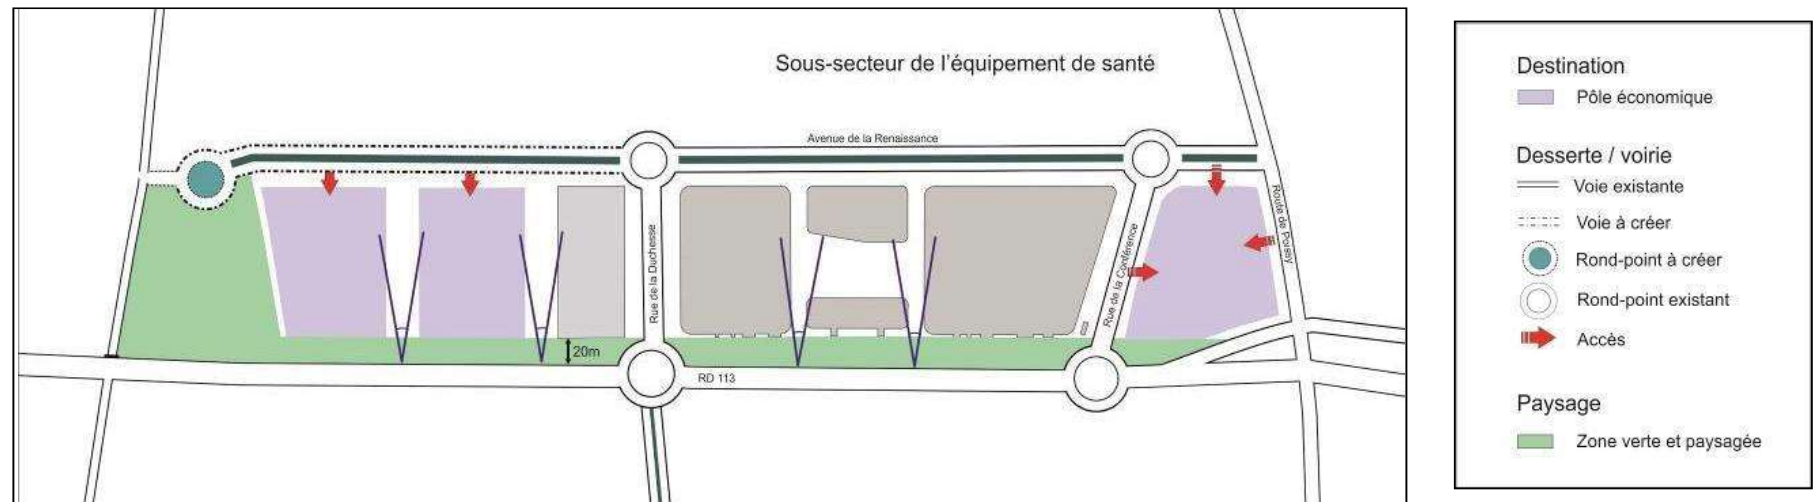 Sous-secteur de l'équipement de santé
Avenue de la Renaissance
Rue de la Duchesse
Rue de la Conférence
Route de Poissy
20m
RD 113
Destination
Pôle économique
Desserte / voirie
Voie existante
Voie à créer
Rond-point à créer
Rond-point existant
Accès
Paysage
Zone verte et paysagée